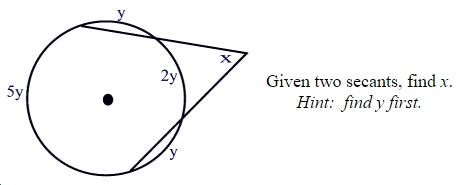 y
x
2y
5y
y
Given two secants, find x.
Hint: find y first.